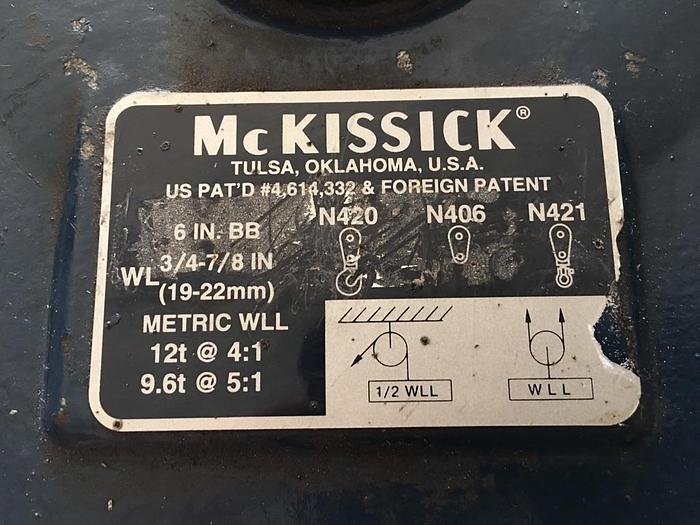 McKISSICK®
TULSA, OKLAHOMA, U.S.A.
US PAT'D #4,614,332 & FOREIGN PATENT
N420 N406 N421
6 IN. BB
WL 3/4-7/8 IN
(19-22mm)
METRIC WLL
12t @ 4:1
9.6t @ 5:1
1/2 WLL
WLL